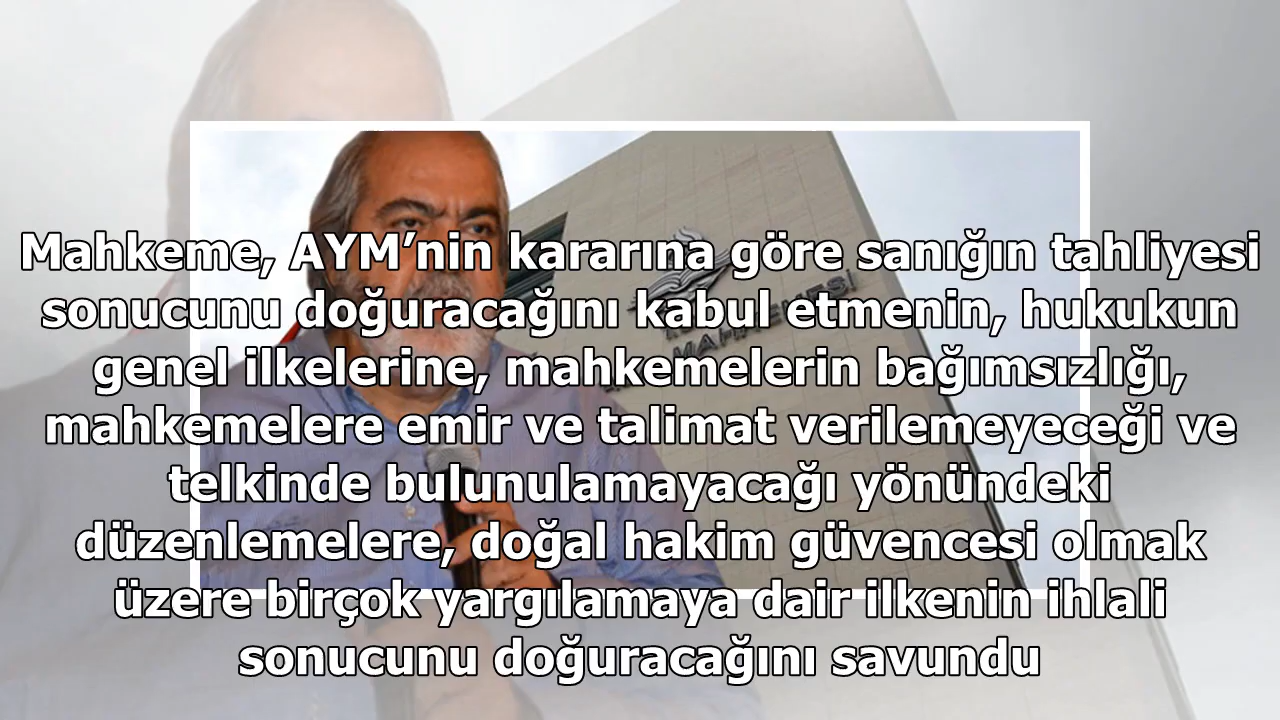 Mahkeme, AYM’nin kararına göre sanığın tahliyesi
sonucunu doğuracağını kabul etmenin, hukukun
genel ilkelerine, mahkemelerin bağımsızlığı,
mahkemelere emir ve talimat verilemeyeceği ve
telkinde bulunulamayacağı yönündeki
düzenlemelere, doğal hakim güvencesi olmak
üzere birçok yargılamaya dair ilkenin ihlali
sonucunu doğuracağını savundu
MAHKEMESİ